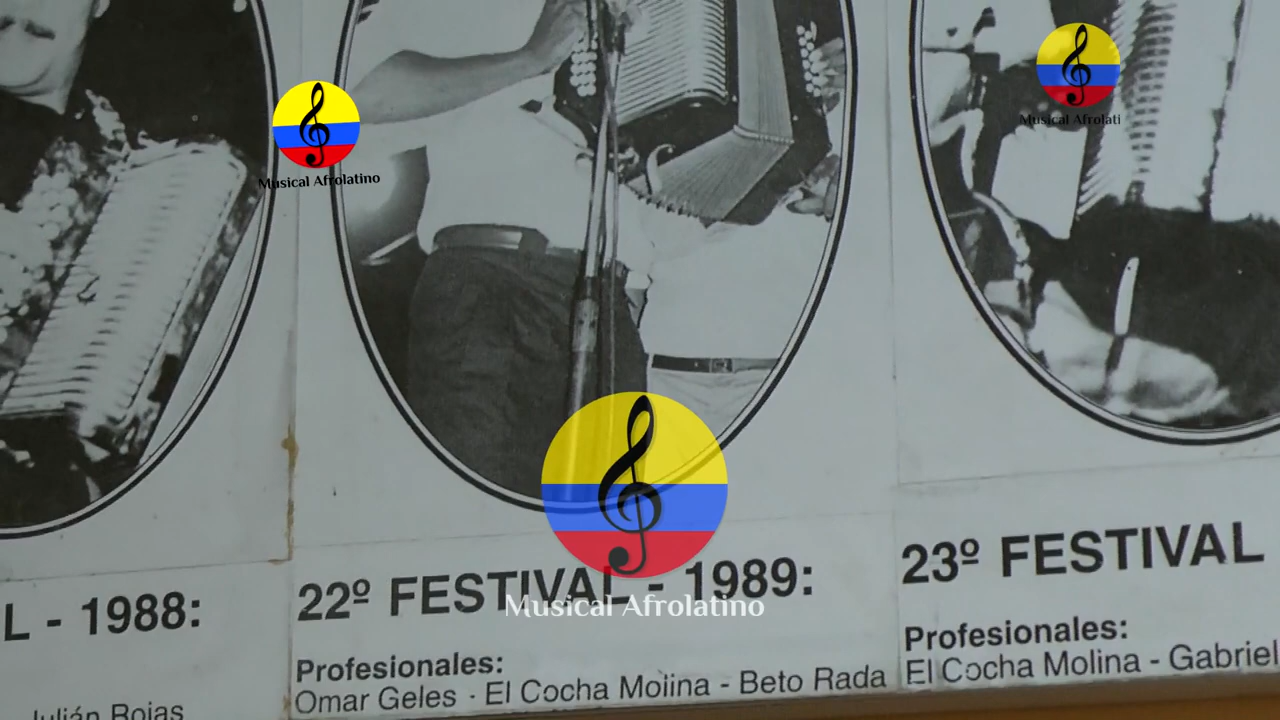 Musical Afrolatino
Musical Afrolati
L - 1988:
Julián Rojas
22º FESTIVAL - 1989:
Musical Afrolatino
Profesionales:
Omar Geles - El Cocha Molina - Beto Rada
23º FESTIVAL
Profesionales:
El Cocha Molina - Gabriel